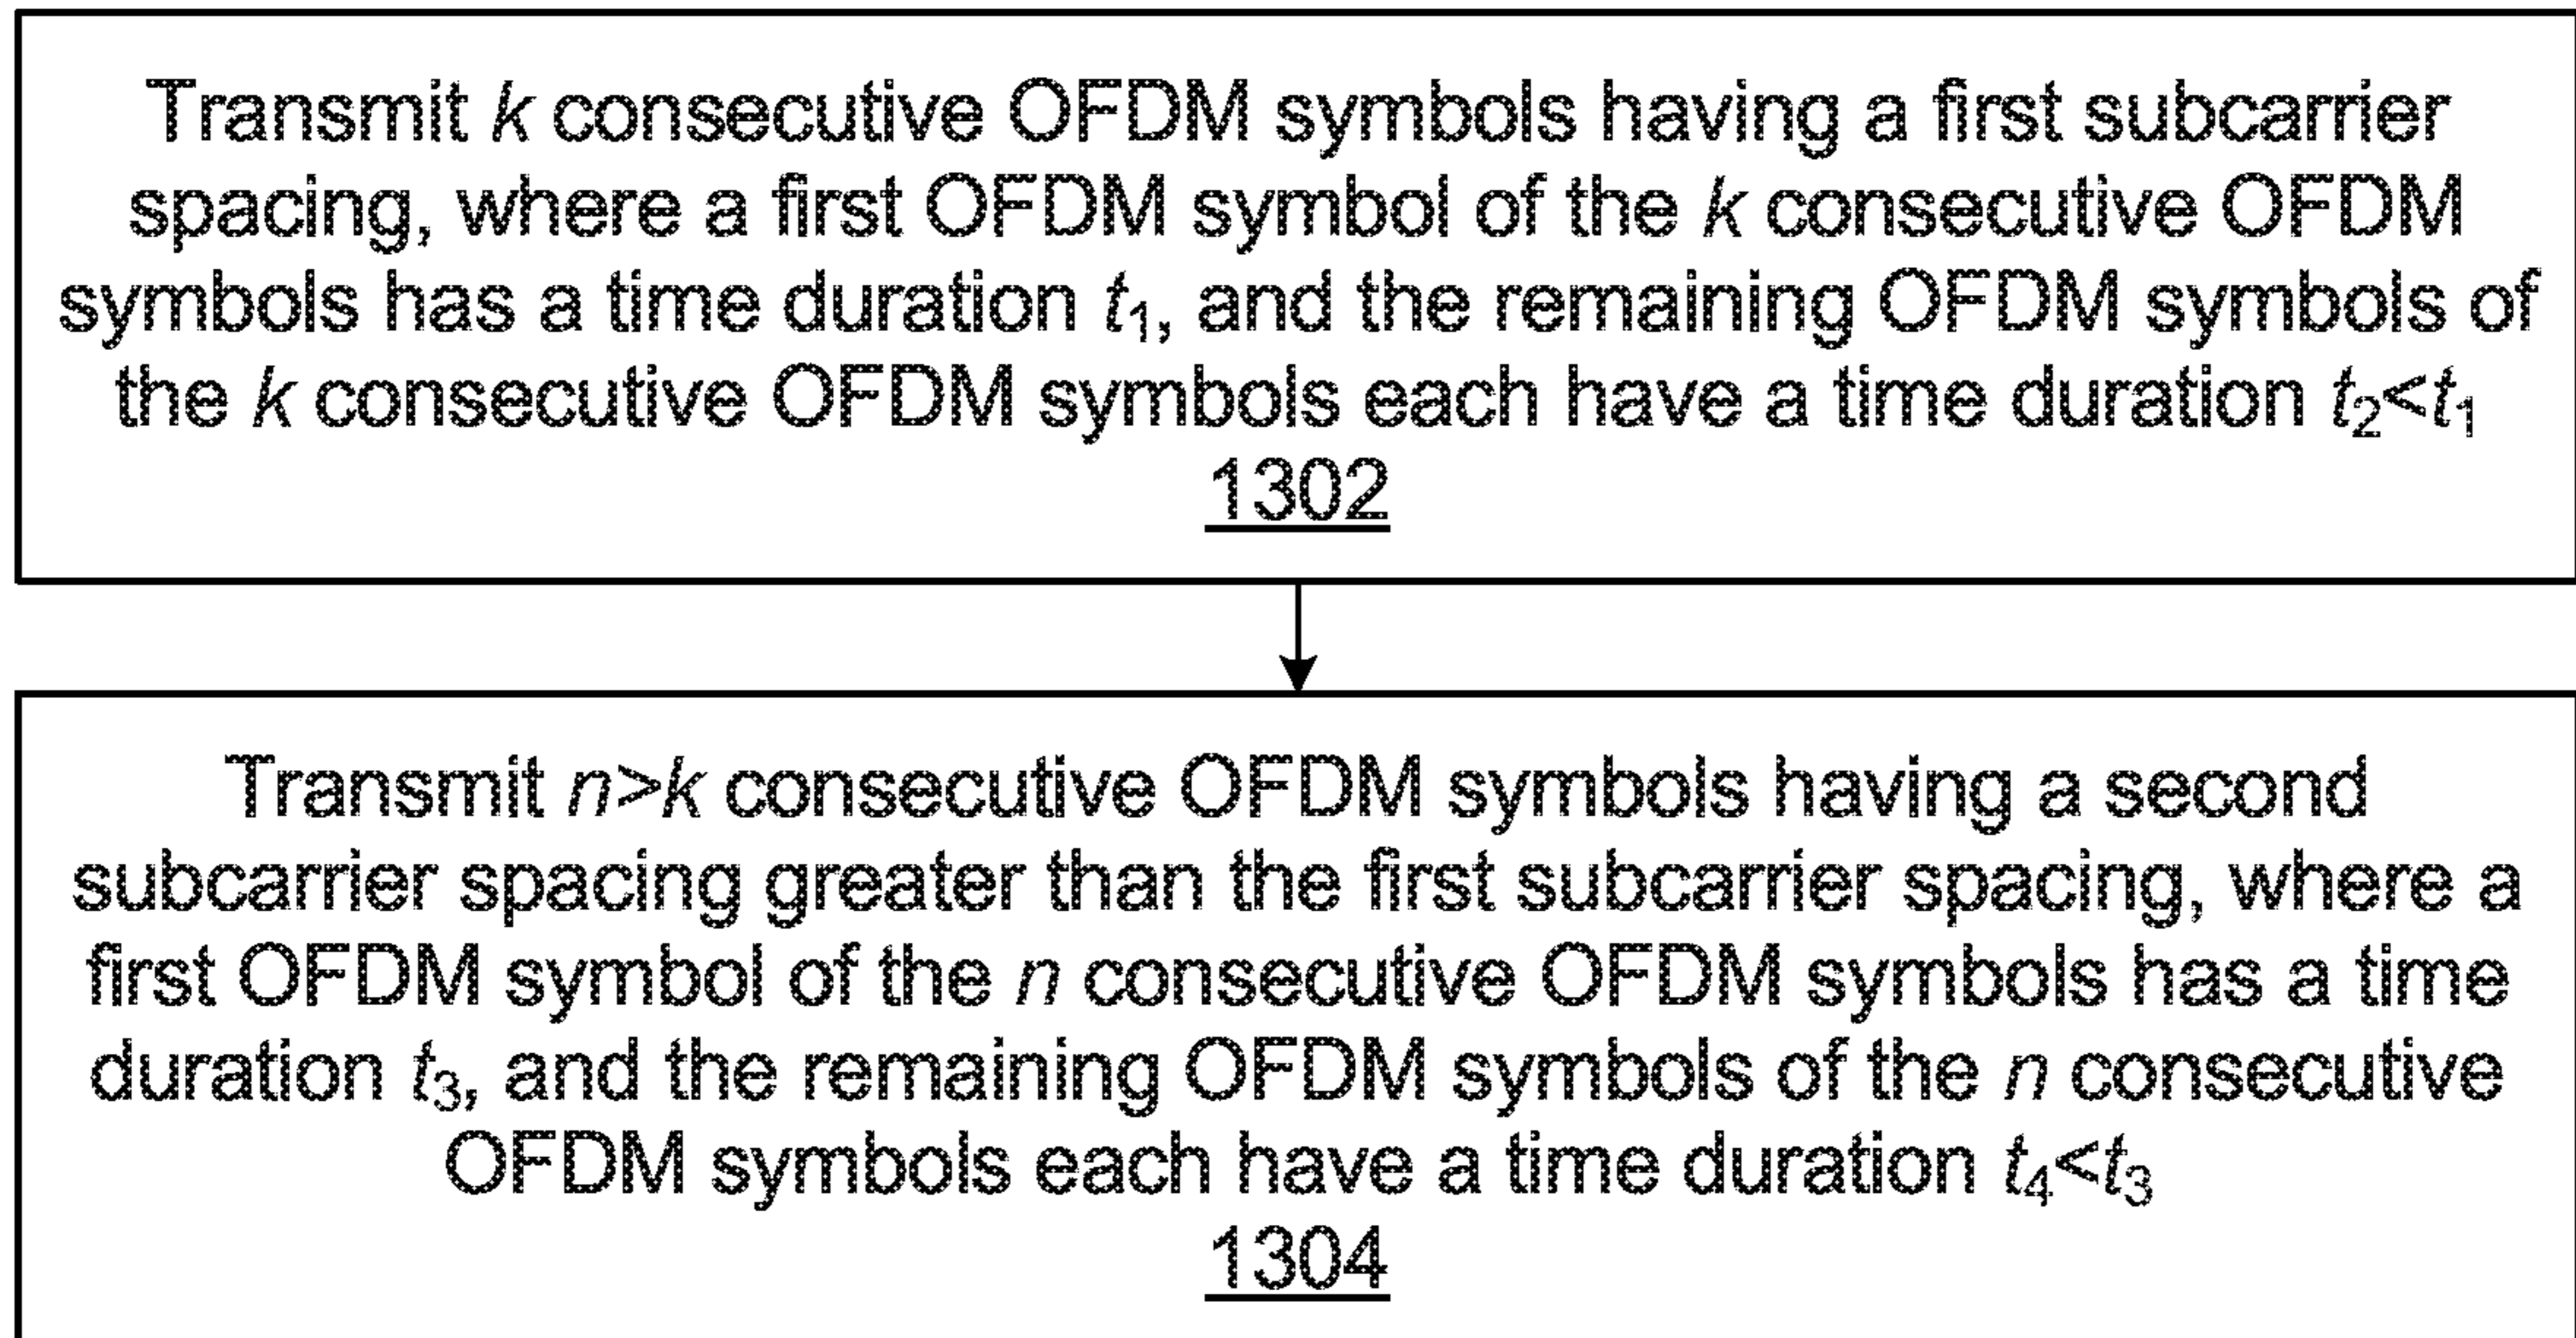 Transmit k consecutive OFDM symbols having a first subcarrier
spacing, where a first OFDM symbol of the k consecutive OFDM
symbols has a time duration t₁, and the remaining OFDM symbols of
the k consecutive OFDM symbols each have a time duration t₂<t₁
1302
Transmit n>k consecutive OFDM symbols having a second
subcarrier spacing greater than the first subcarrier spacing, where a
first OFDM symbol of the n consecutive OFDM symbols has a time
duration t₃, and the remaining OFDM symbols of the n consecutive
OFDM symbols each have a time duration t₄<t₃
1304